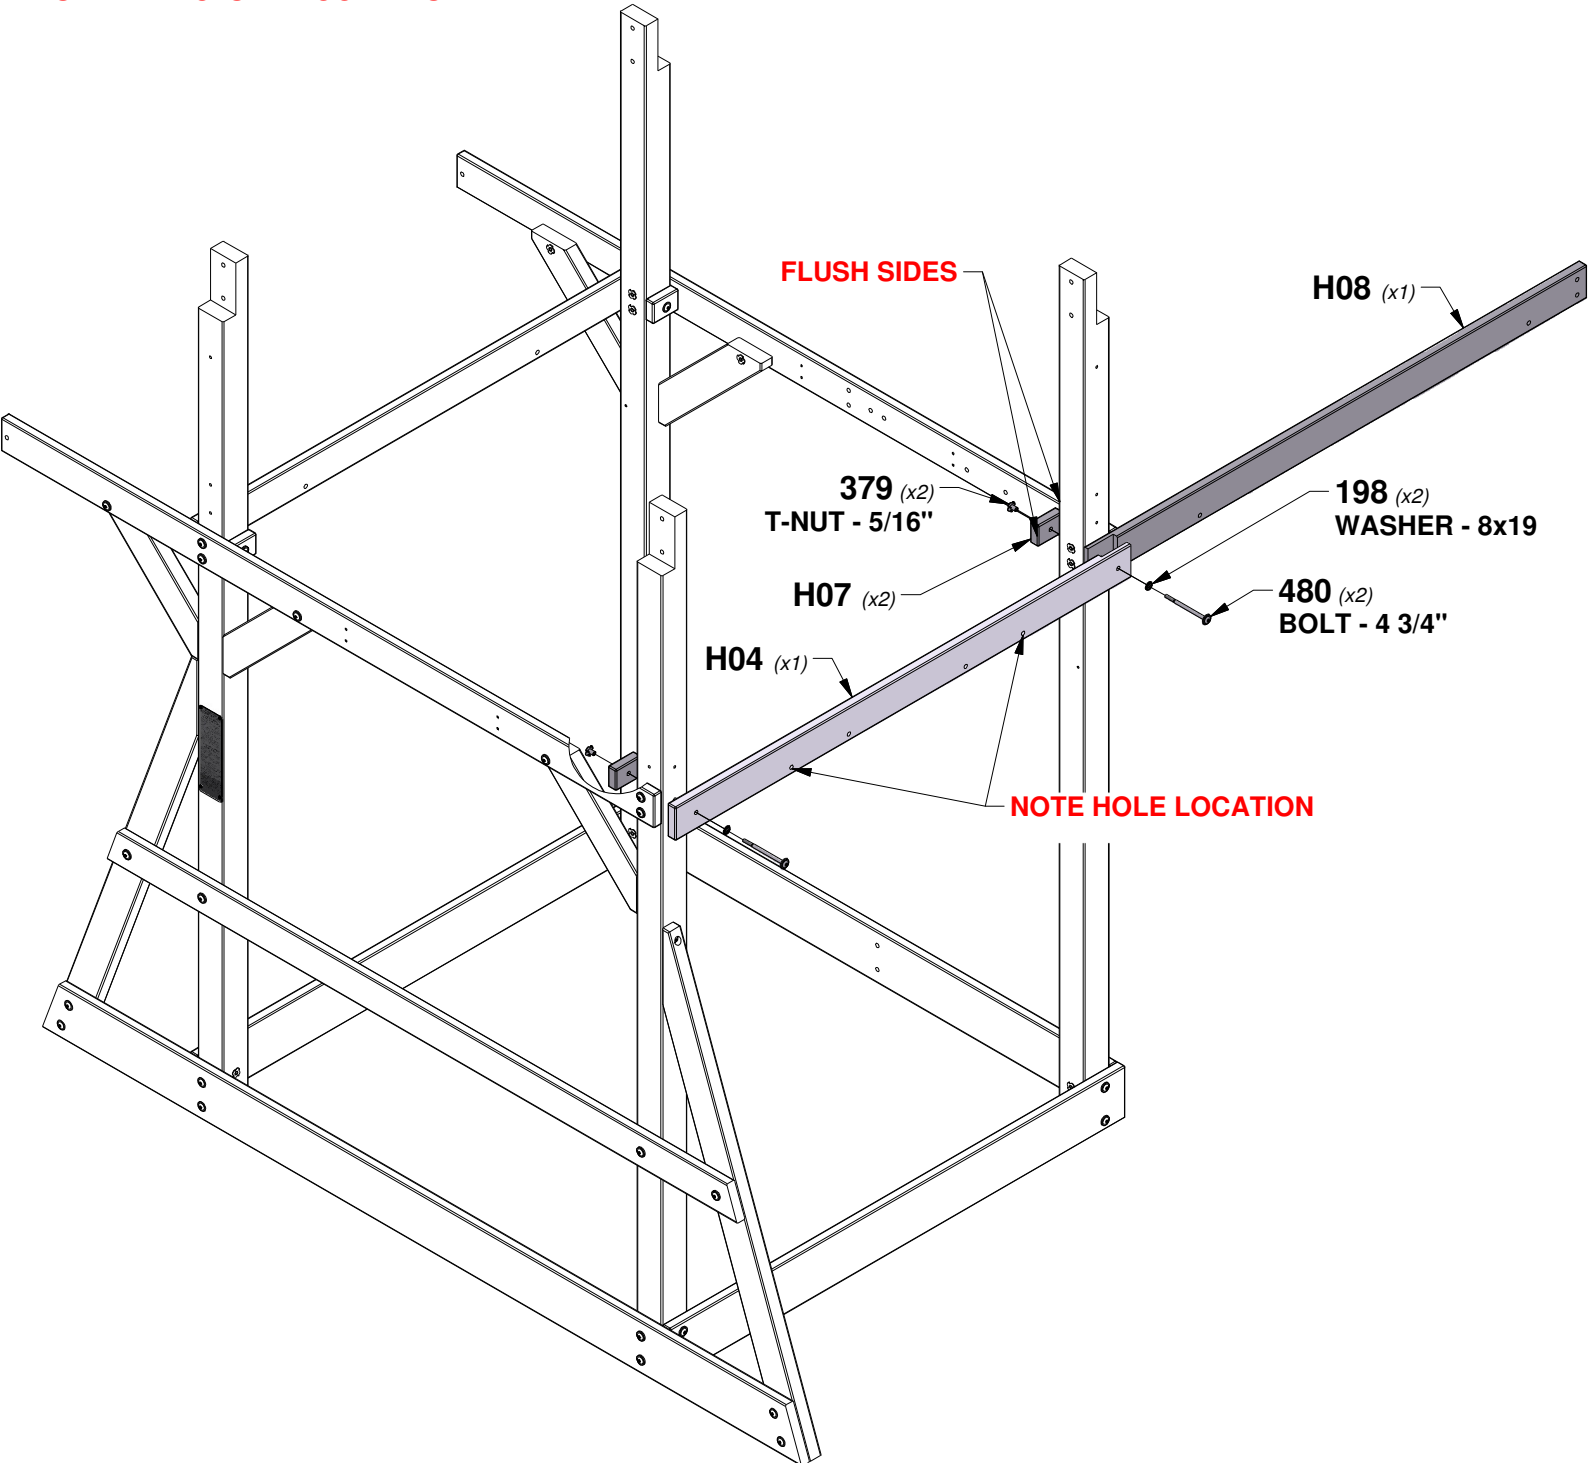 FLUSH SIDES
H08 (x1)
379 (x2)
T-NUT - 5/16"
198 (x2)
WASHER - 8x19
H07 (x2)
480 (x2)
BOLT - 4 3/4"
H04 (x1)
NOTE HOLE LOCATION